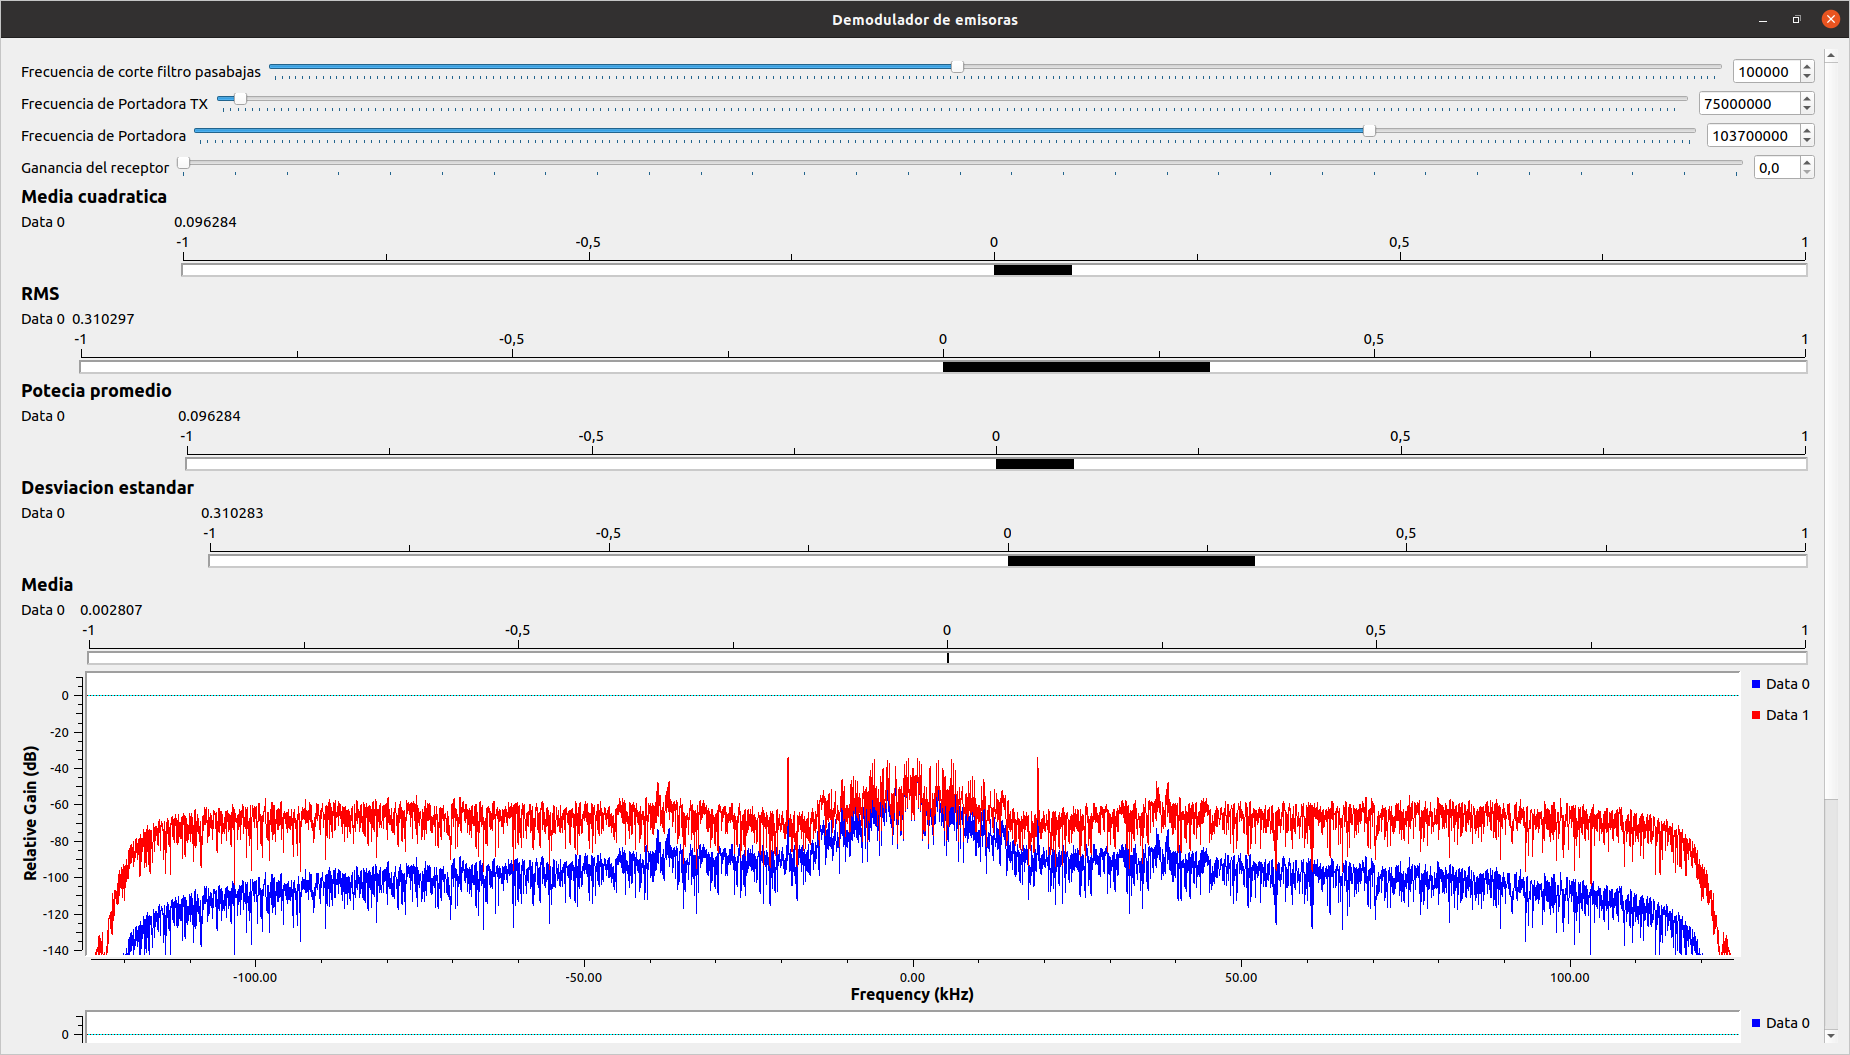 Demodulador de emisoras
Frecuencia de corte filtro pasabajas 100000
Frecuencia de Portadora TX 75000000
Frecuencia de Portadora 103700000
Ganancia del receptor 0,0
Media cuadratica
Data 0 0.096284
-1 -0,5 0 0,5 1
RMS
Data 0 0.310297
-1 -0,5 0 0,5 1
Potecia promedio
Data 0 0.096284
-1 -0,5 0 0,5 1
Desviacion estandar
Data 0 0.310283
-1 -0,5 0 0,5 1
Media
Data 0 0.002807
-1 -0,5 0 0,5 1
Data 0
Data 1
Relative Gain (dB)
0
-20
-40
-60
-80
-100
-120
-140
-100.00 -50.00 0.00 50.00 100.00
Frequency (kHz)
0
Data 0